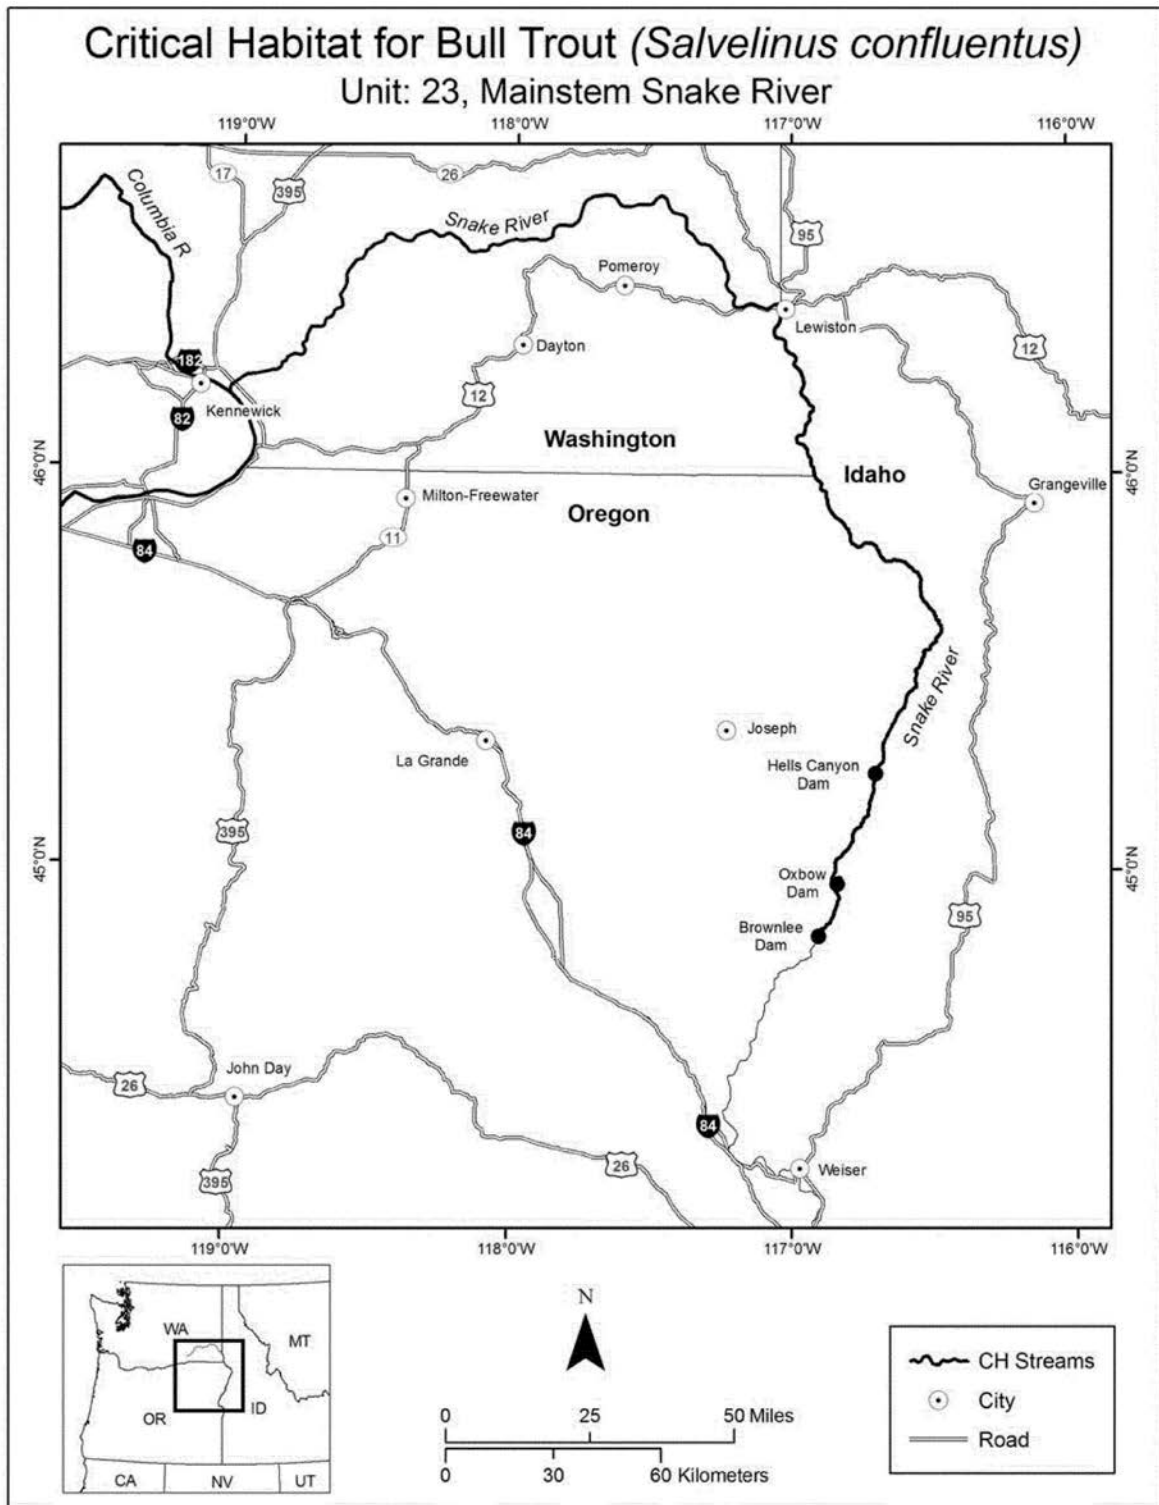 Critical Habitat for Bull Trout (Salvelinus confluentus)
Unit: 23, Mainstem Snake River
119°0'W
118°0'W
117°0'W
116°0'W
17
26
395
Columbia R
Snake River
95
Pomeroy
Lewiston
12
182
Dayton
Kennewick
82
12
Washington
46°0'N
46°0'N
Idaho
Grangeville
Milton-Freewater
Oregon
11
84
Snake River
Joseph
La Grande
Hells Canyon
Dam
395
84
45°0'N
45°0'N
Oxbow
Dam
95
Brownlee
Dam
John Day
26
84
26
Weiser
395
119°0'W
118°0'W
117°0'W
116°0'W
WA
MT
OR
ID
CA
NV
UT
N
0
25
50 Miles
0
30
60 Kilometers
CH Streams
City
Road